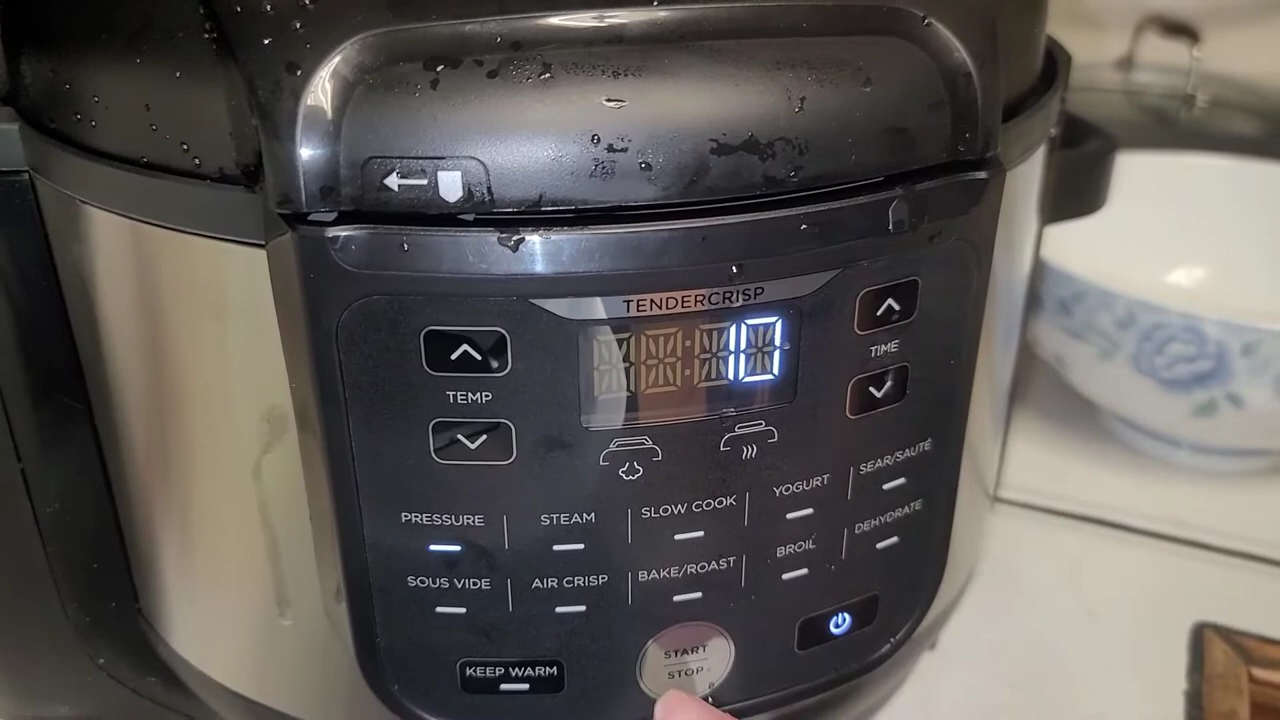 TENDERCRISP
10
TEMP
TIME
PRESSURE
STEAM
SLOW COOK
YOGURT
SEAR/SAUTÉ
SOUS VIDE
AIR CRISP
BAKE/ROAST
BROIL
DEHYDRATE
KEEP WARM
START
STOP